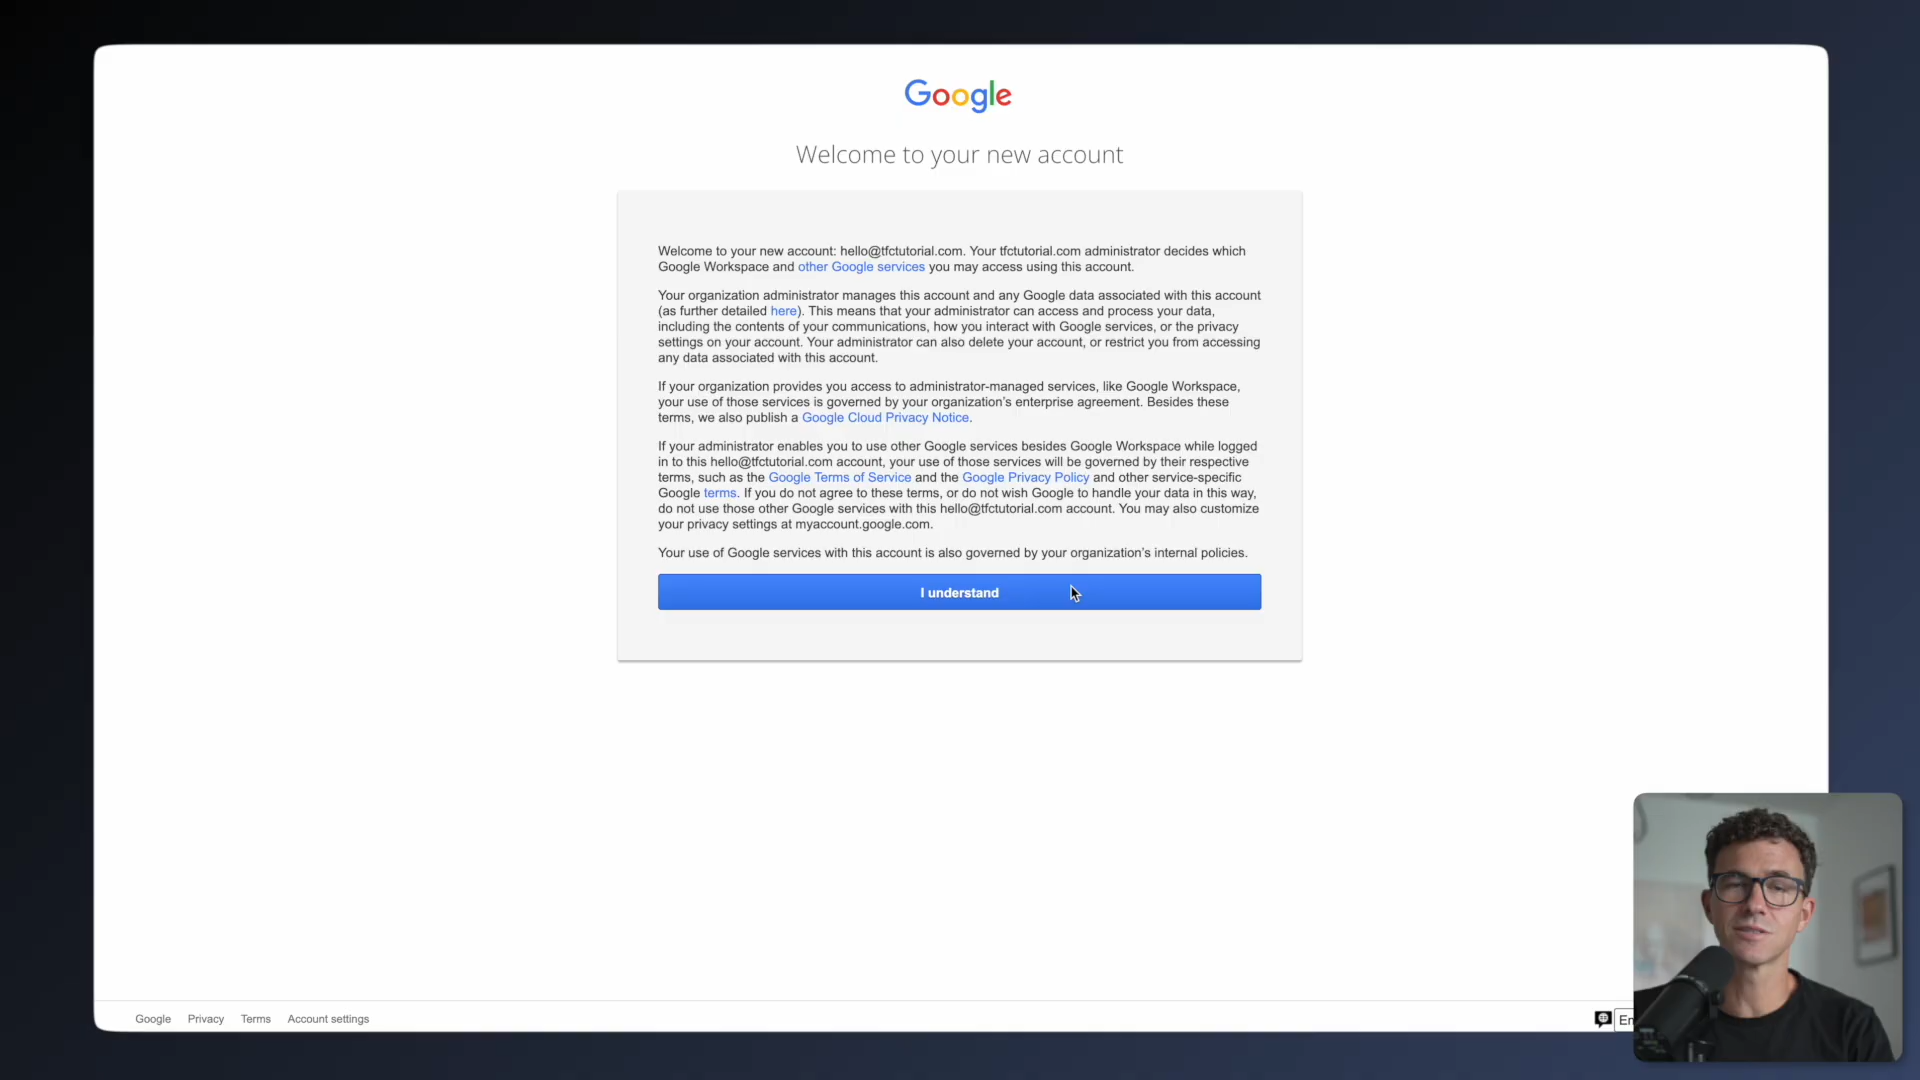 Google
Welcome to your new account
Welcome to your new account: hello@tfctutorial.com. Your tfctutorial.com administrator decides which
Google Workspace and other Google services you may access using this account.
Your organization administrator manages this account and any Google data associated with this account
(as further detailed here). This means that your administrator can access and process your data,
including the contents of your communications, how you interact with Google services, or the privacy
settings on your account. Your administrator can also delete your account, or restrict you from accessing
any data associated with this account.
If your organization provides you access to administrator-managed services, like Google Workspace,
your use of those services is governed by your organization’s enterprise agreement. Besides these
terms, we also publish a Google Cloud Privacy Notice.
If your administrator enables you to use other Google services besides Google Workspace while logged
in to this hello@tfctutorial.com account, your use of those services will be governed by their respective
terms, such as the Google Terms of Service and the Google Privacy Policy and other service-specific
Google terms. If you do not agree to these terms, or do not wish Google to handle your data in this way,
do not use those other Google services with this hello@tfctutorial.com account. You may also customize
your privacy settings at myaccount.google.com.
Your use of Google services with this account is also governed by your organization’s internal policies.
I understand
Google Privacy Terms Account settings En